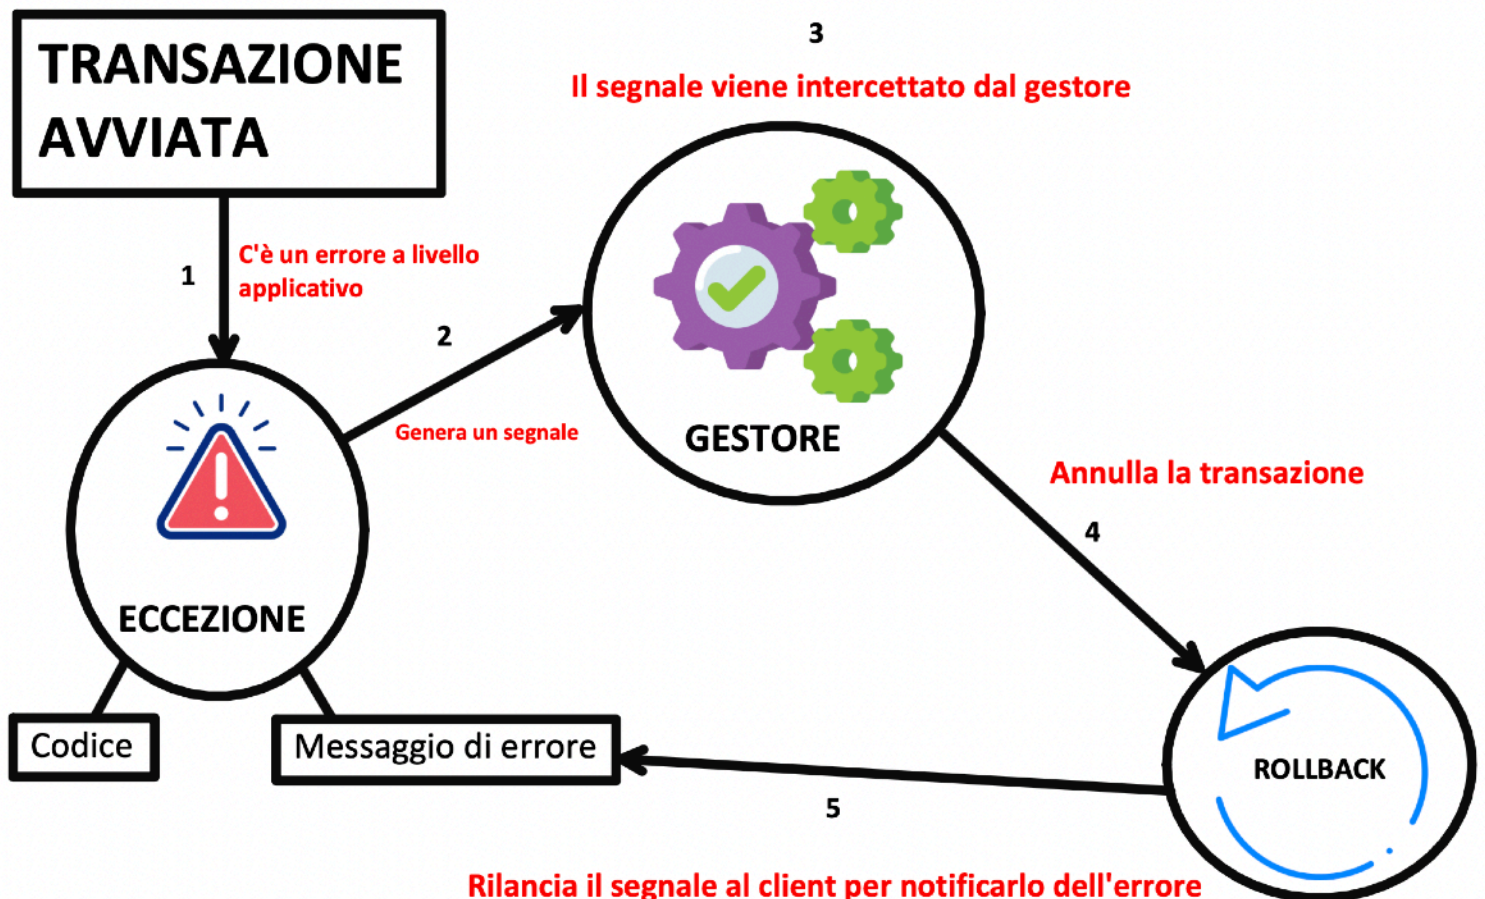 TRANSAZIONE
AVVIATA
1
C'è un errore a livello
applicativo
2
Genera un segnale
3
Il segnale viene intercettato dal gestore
GESTORE
Annulla la transazione
4
ECCEZIONE
Codice
Messaggio di errore
ROLLBACK
5
Rilancia il segnale al client per notificarlo dell'errore